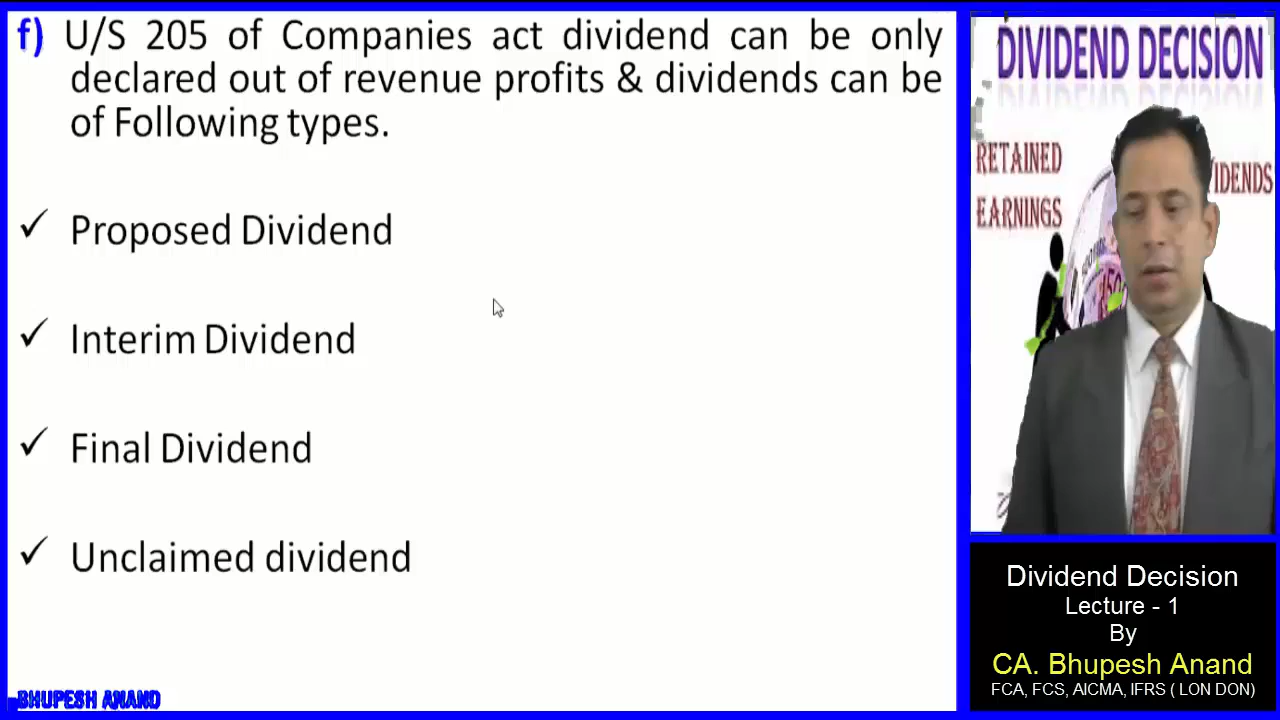 f) U/S 205 of Companies act dividend can be only
declared out of revenue profits & dividends can be
of Following types.
✓ Proposed Dividend
✓ Interim Dividend
✓ Final Dividend
✓ Unclaimed dividend
BHUPESH ANAND
DIVIDEND DECISION
RETAINED
EARNINGS
Dividend Decision
Lecture - 1
By
CA. Bhupesh Anand
FCA, FCS, AICMA, IFRS ( LON DON)